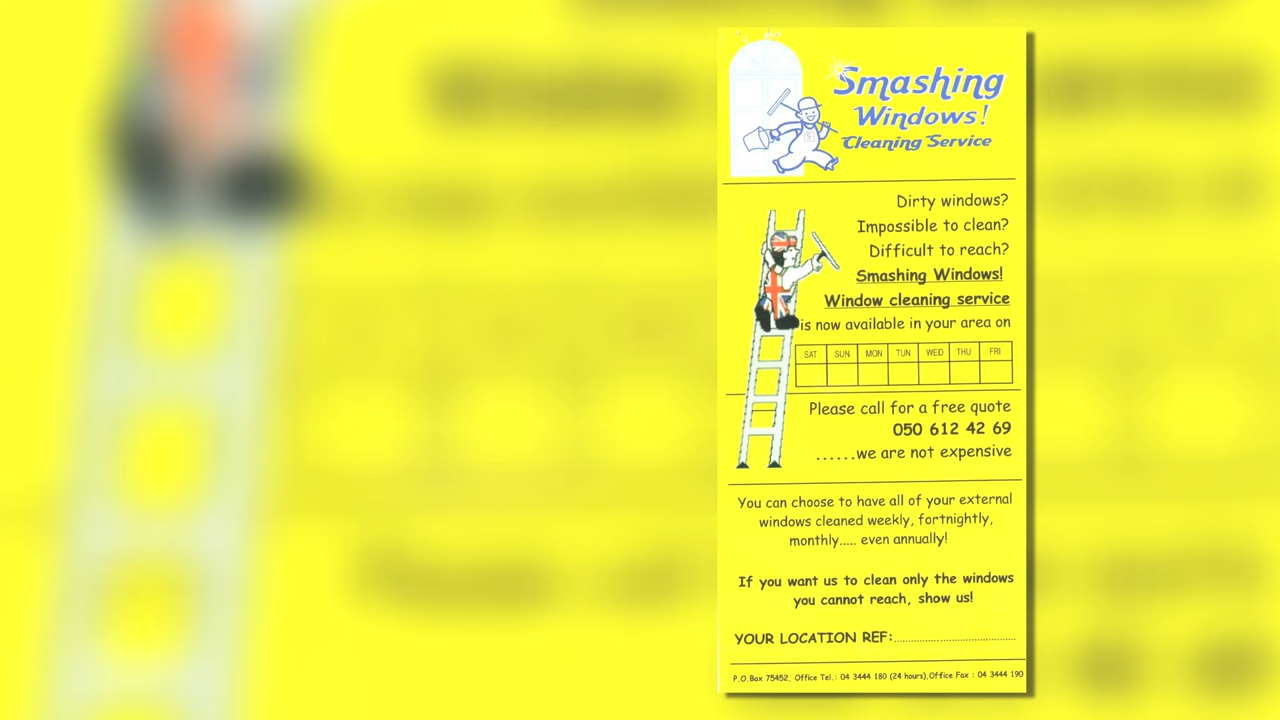 Smashing
Windows!
Cleaning Service
Dirty windows?
Impossible to clean?
Difficult to reach?
Smashing Windows!
Window cleaning service
is now available in your area on
SAT SUN MON TUN WED THU FRI
Please call for a free quote
050 612 42 69
......we are not expensive
You can choose to have all of your external
windows cleaned weekly, fortnightly,
monthly..... even annually!
If you want us to clean only the windows
you cannot reach, show us!
YOUR LOCATION REF:..............................................
P.O.Box 75452, Office Tel.: 04 3444 180 (24 hours),Office Fax : 04 3444 190